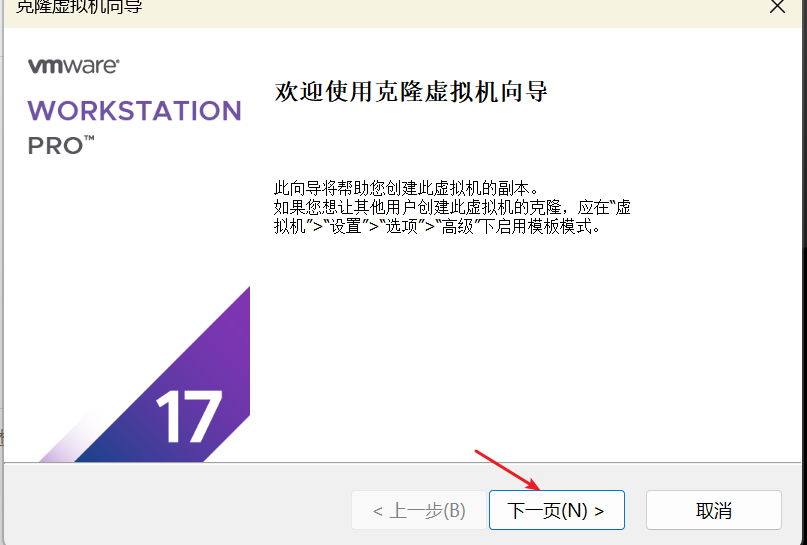 克隆虚拟机向导
vmware®
WORKSTATION
PRO™
欢迎使用克隆虚拟机向导
此向导将帮助您创建此虚拟机的副本。
如果您想让其他用户创建此虚拟机的克隆，应在“虚
拟机”>“设置”>“选项”>“高级”下启用模板模式。
17
< 上一步(B)
下一页(N) >
取消